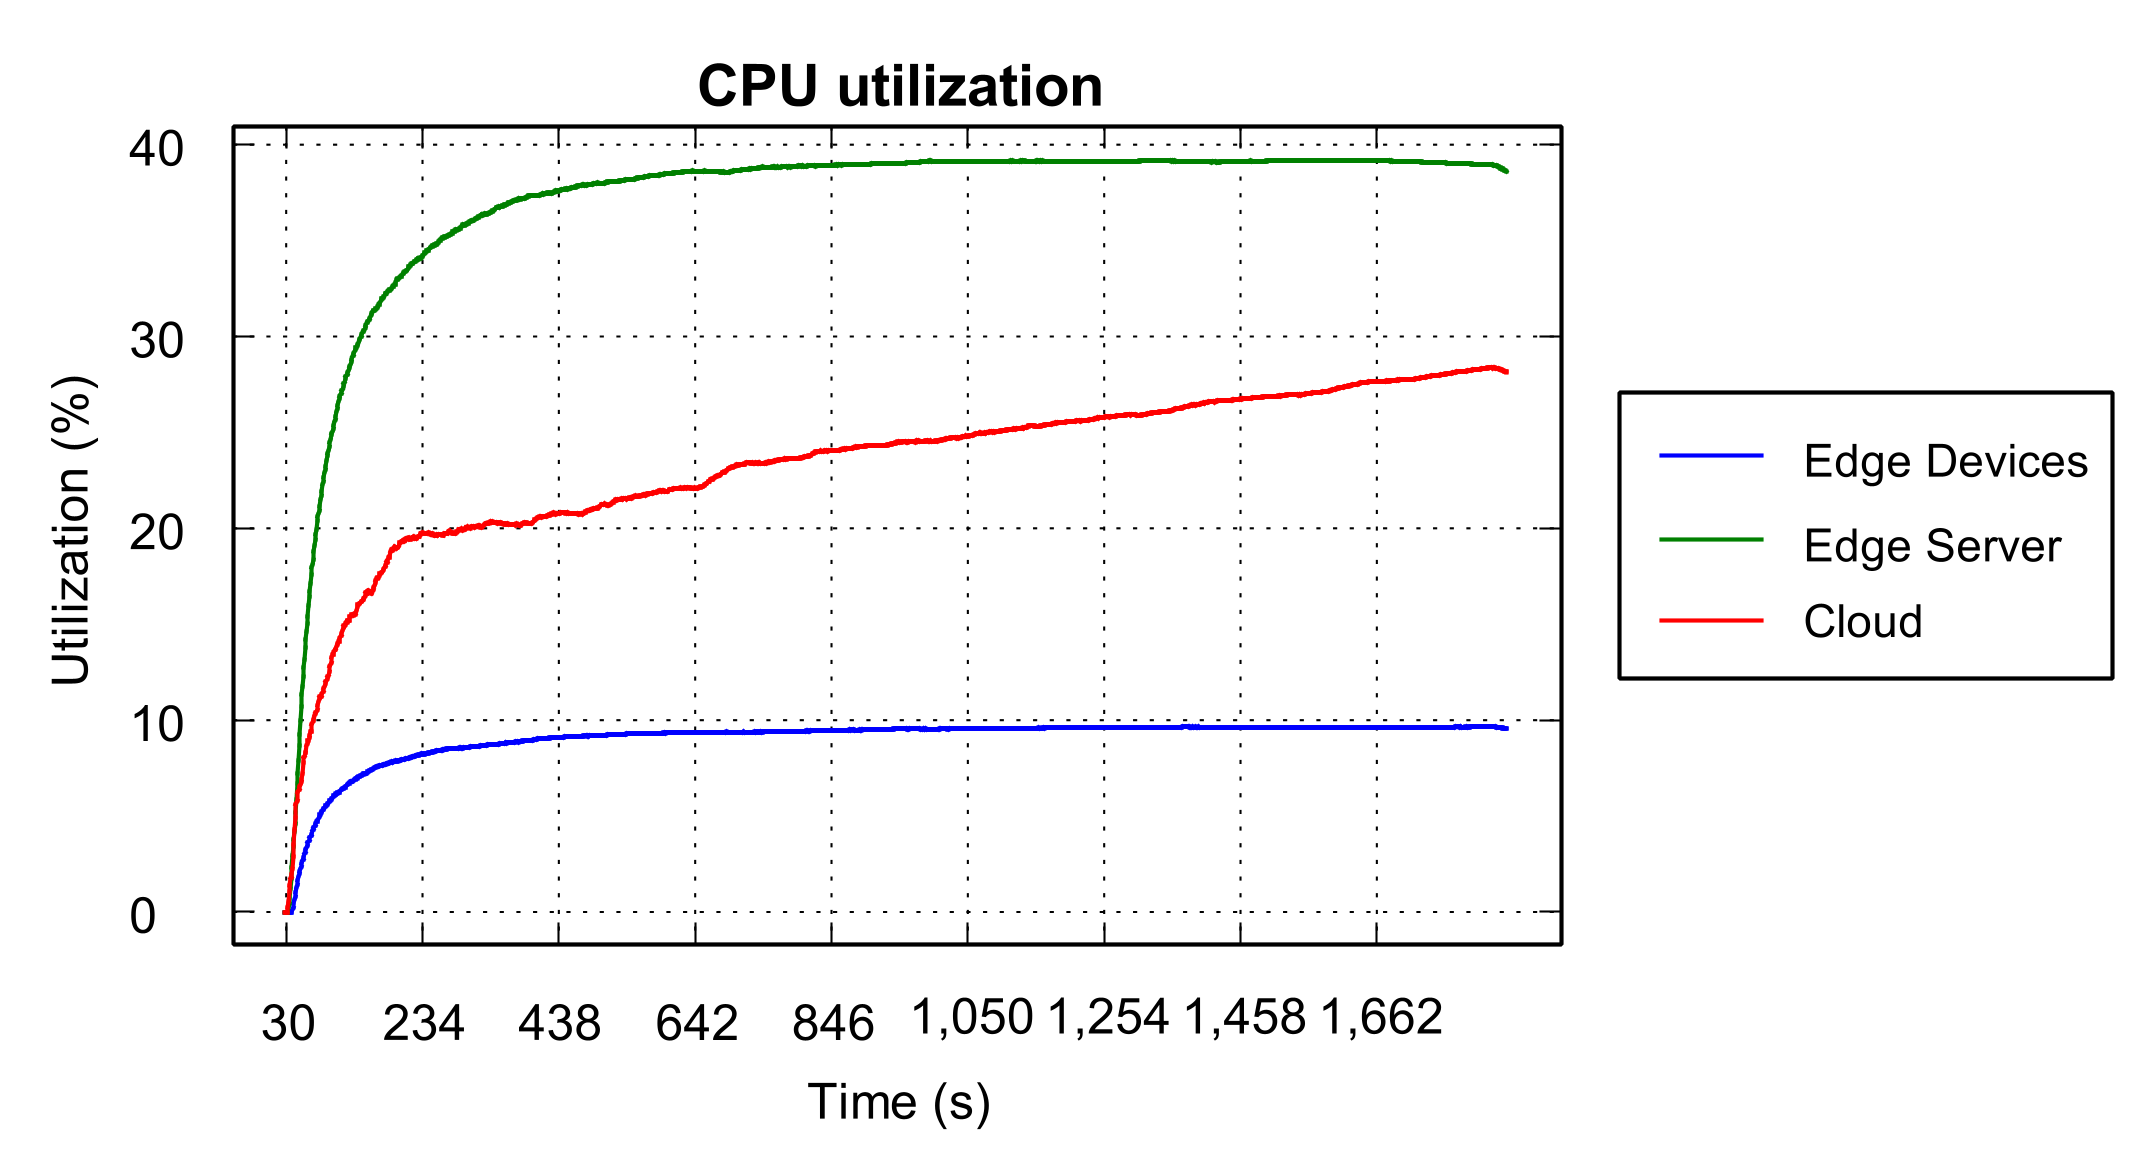 CPU utilization
40
30
20
10
0
Utilization (%)
30 234 438 642 846 1,050 1,254 1,458 1,662
Time (s)
Edge Devices
Edge Server
Cloud